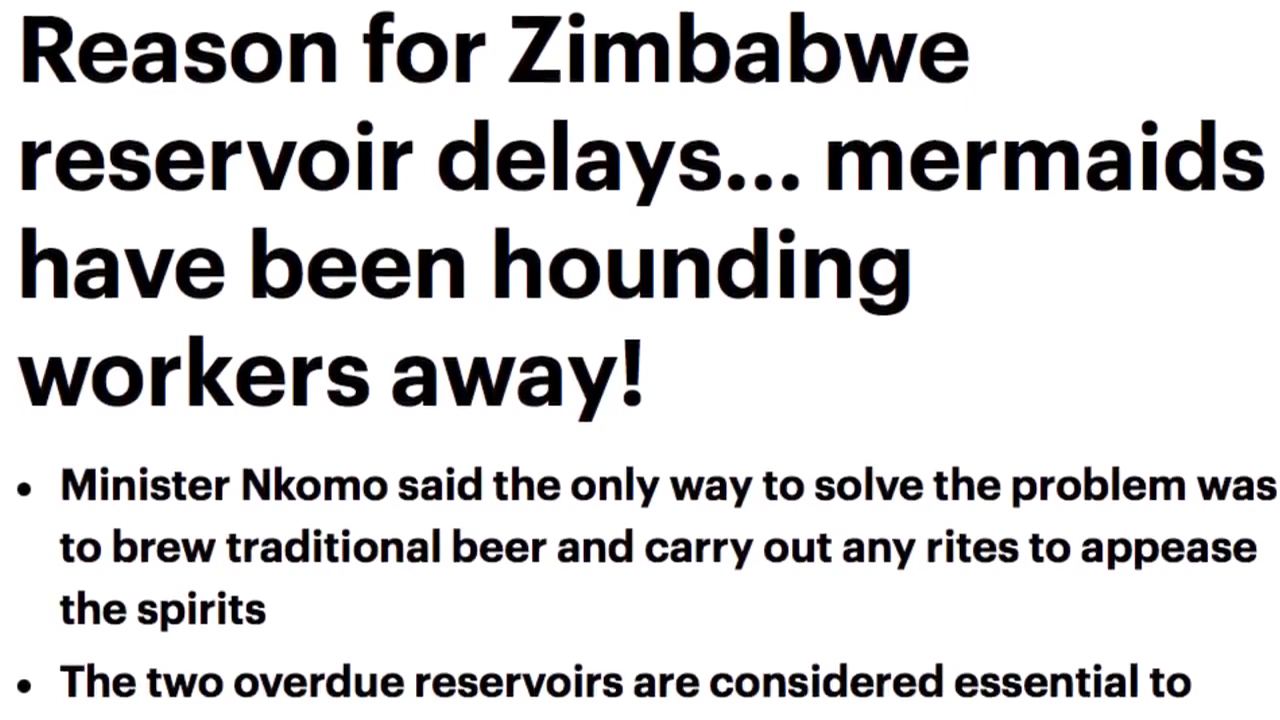 Reason for Zimbabwe
reservoir delays... mermaids
have been hounding
workers away!
• Minister Nkomo said the only way to solve the problem was
to brew traditional beer and carry out any rites to appease
the spirits
• The two overdue reservoirs are considered essential to